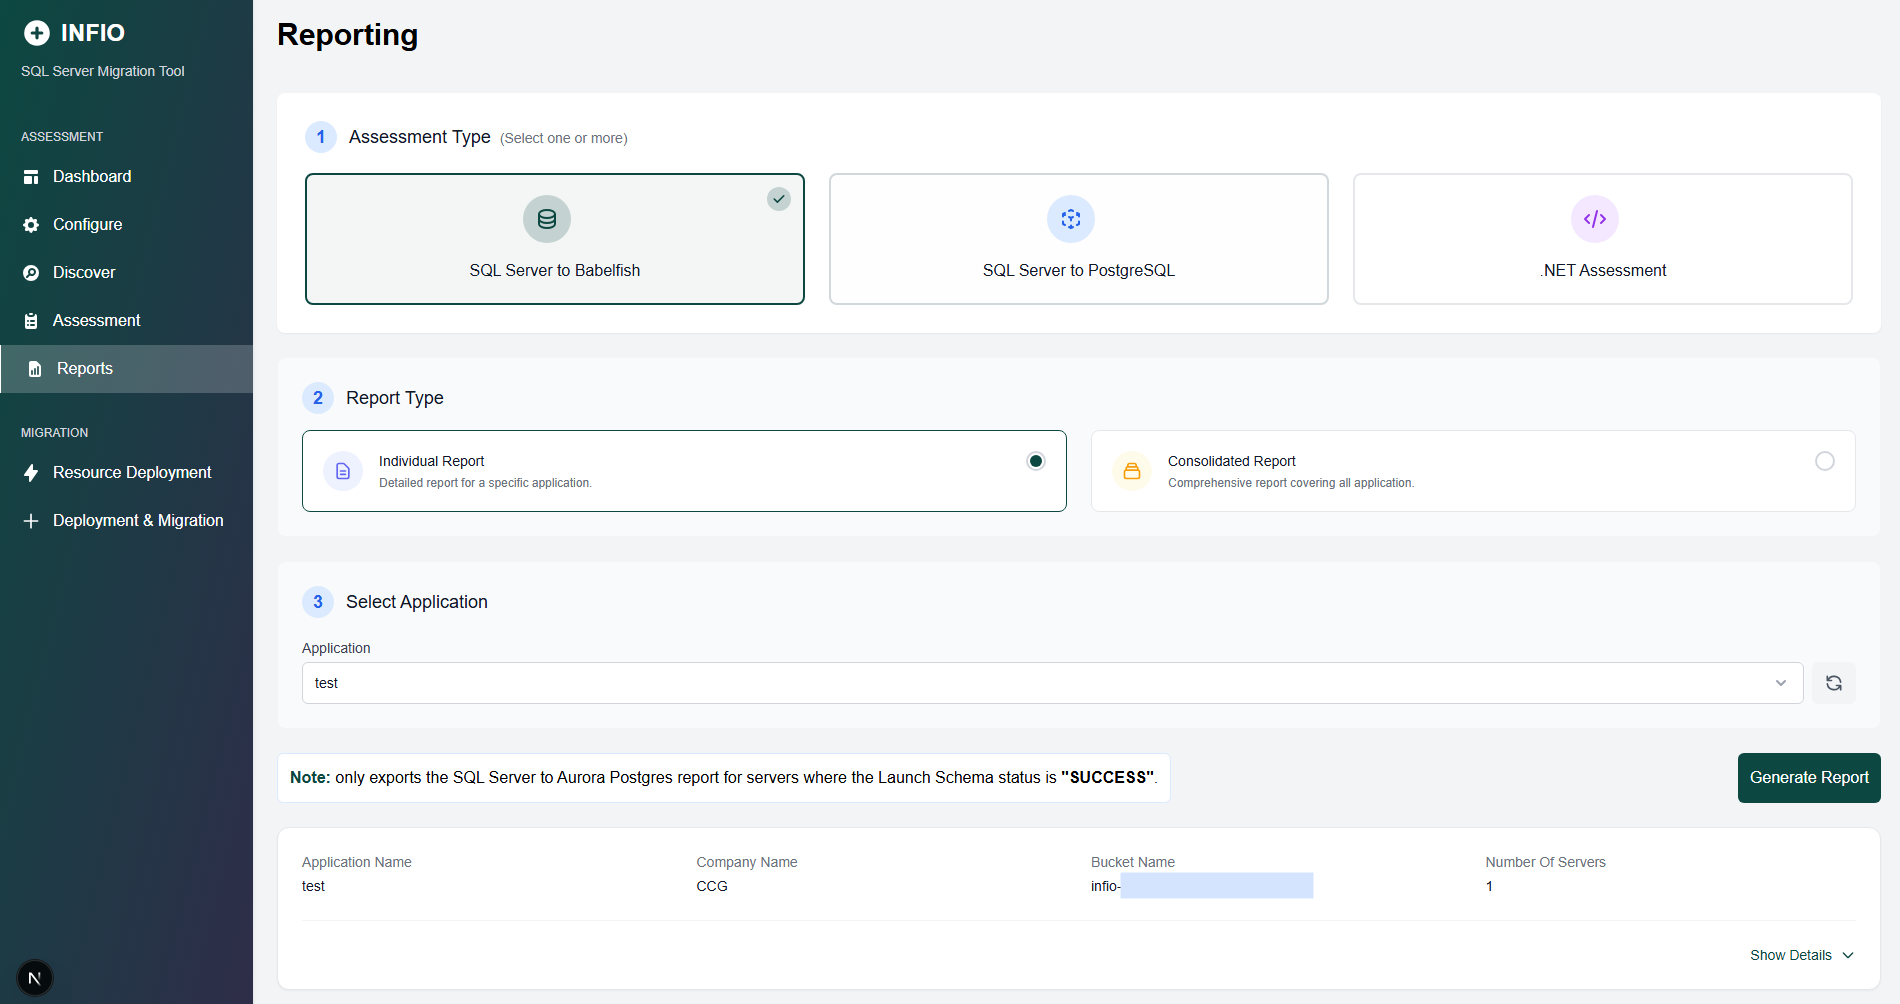 INFIO
SQL Server Migration Tool
ASSESSMENT
Dashboard
Configure
Discover
Assessment
Reports
MIGRATION
Resource Deployment
Deployment & Migration
N
Reporting
1 Assessment Type (Select one or more)
SQL Server to Babelfish
SQL Server to PostgreSQL
.NET Assessment
2 Report Type
Individual Report
Detailed report for a specific application.
Consolidated Report
Comprehensive report covering all application.
3 Select Application
Application
test
Note: only exports the SQL Server to Aurora Postgres report for servers where the Launch Schema status is "SUCCESS".
Generate Report
Application Name
test
Company Name
CCG
Bucket Name
infio-
Number Of Servers
1
Show Details